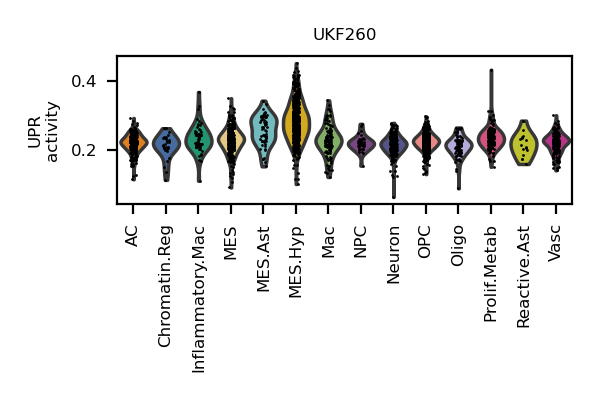 UKF260
UPR
activity
0.4
0.2
AC
Chromatin.Reg
Inflammatory.Mac
MES
MES.Ast
MES.Hyp
Mac
NPC
Neuron
OPC
Oligo
Prolif.Metab
Reactive.Ast
Vasc